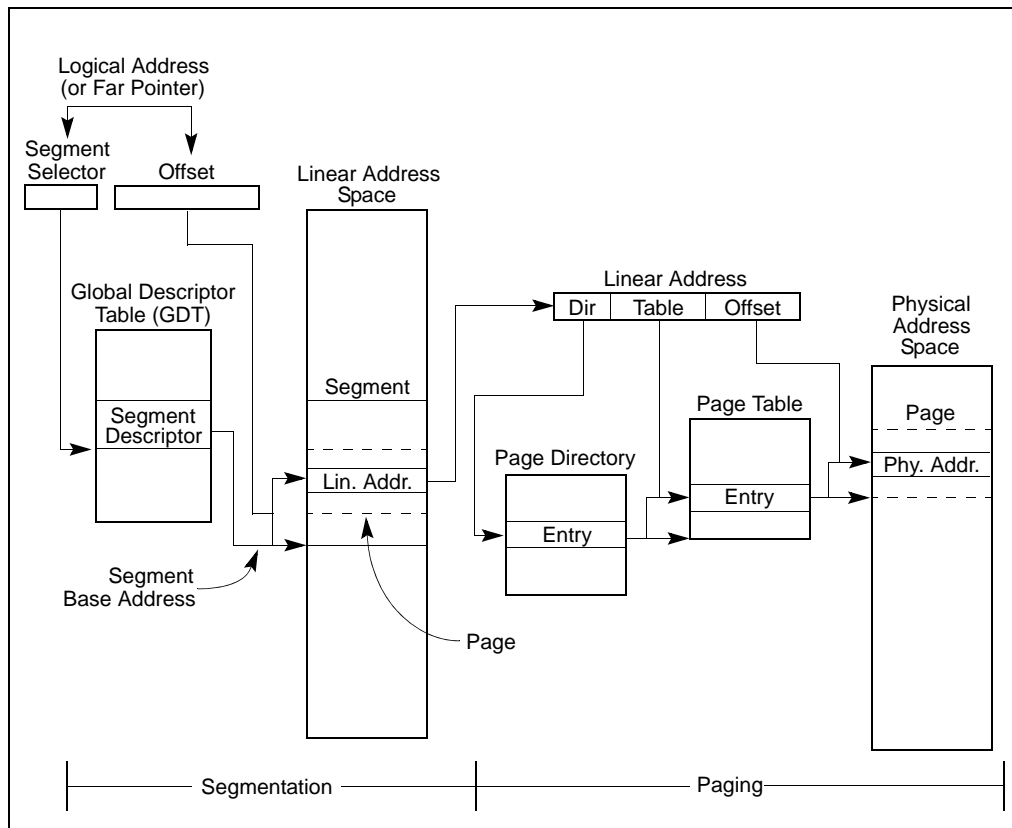 Logical Address
(or Far Pointer)
Segment
Selector
Offset
Linear Address
Space
Global Descriptor
Table (GDT)
Segment
Descriptor
Segment
Lin. Addr.
Segment
Base Address
Page
Linear Address
Dir
Table
Offset
Page Directory
Entry
Page Table
Entry
Physical
Address
Space
Page
Phy. Addr.
Segmentation
Paging